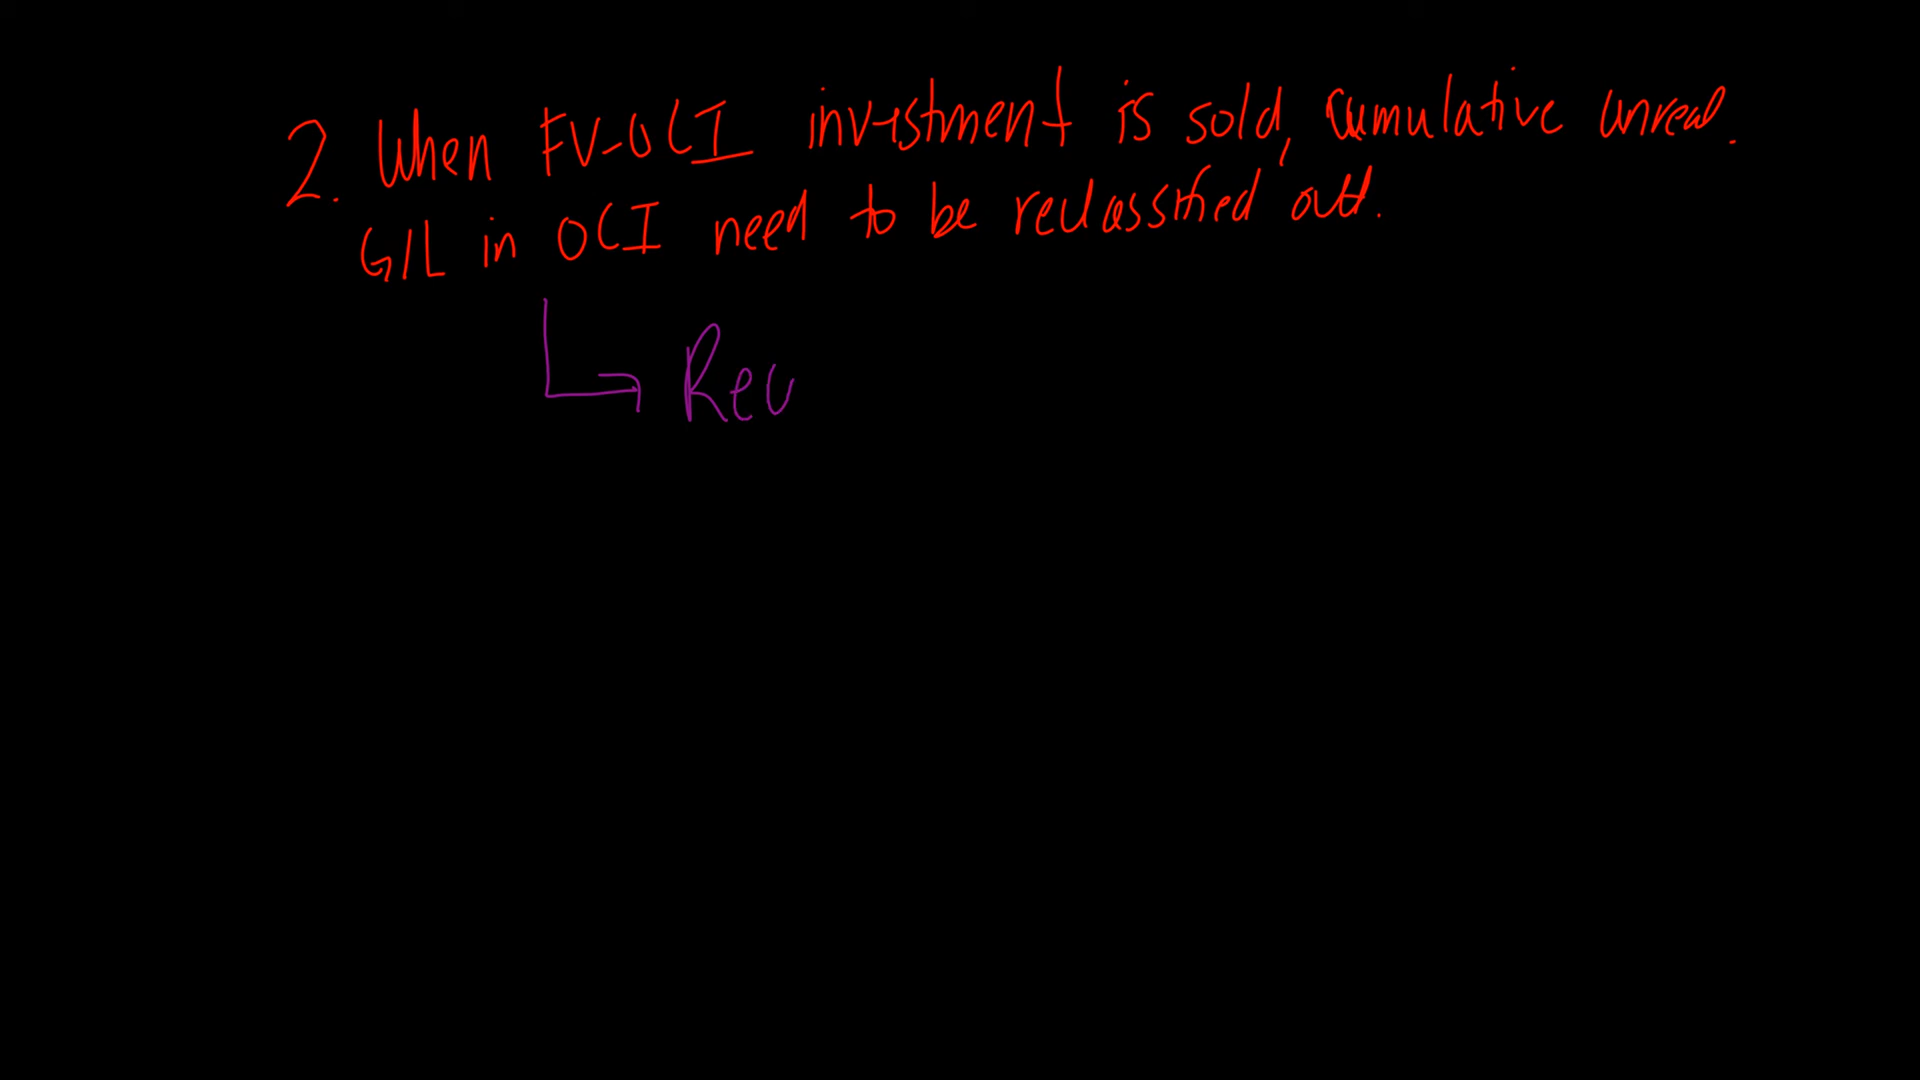 2. When FV-OCI investment is sold, cumulative unreal.
G/L in OCI need to be reclassified out.
Rec